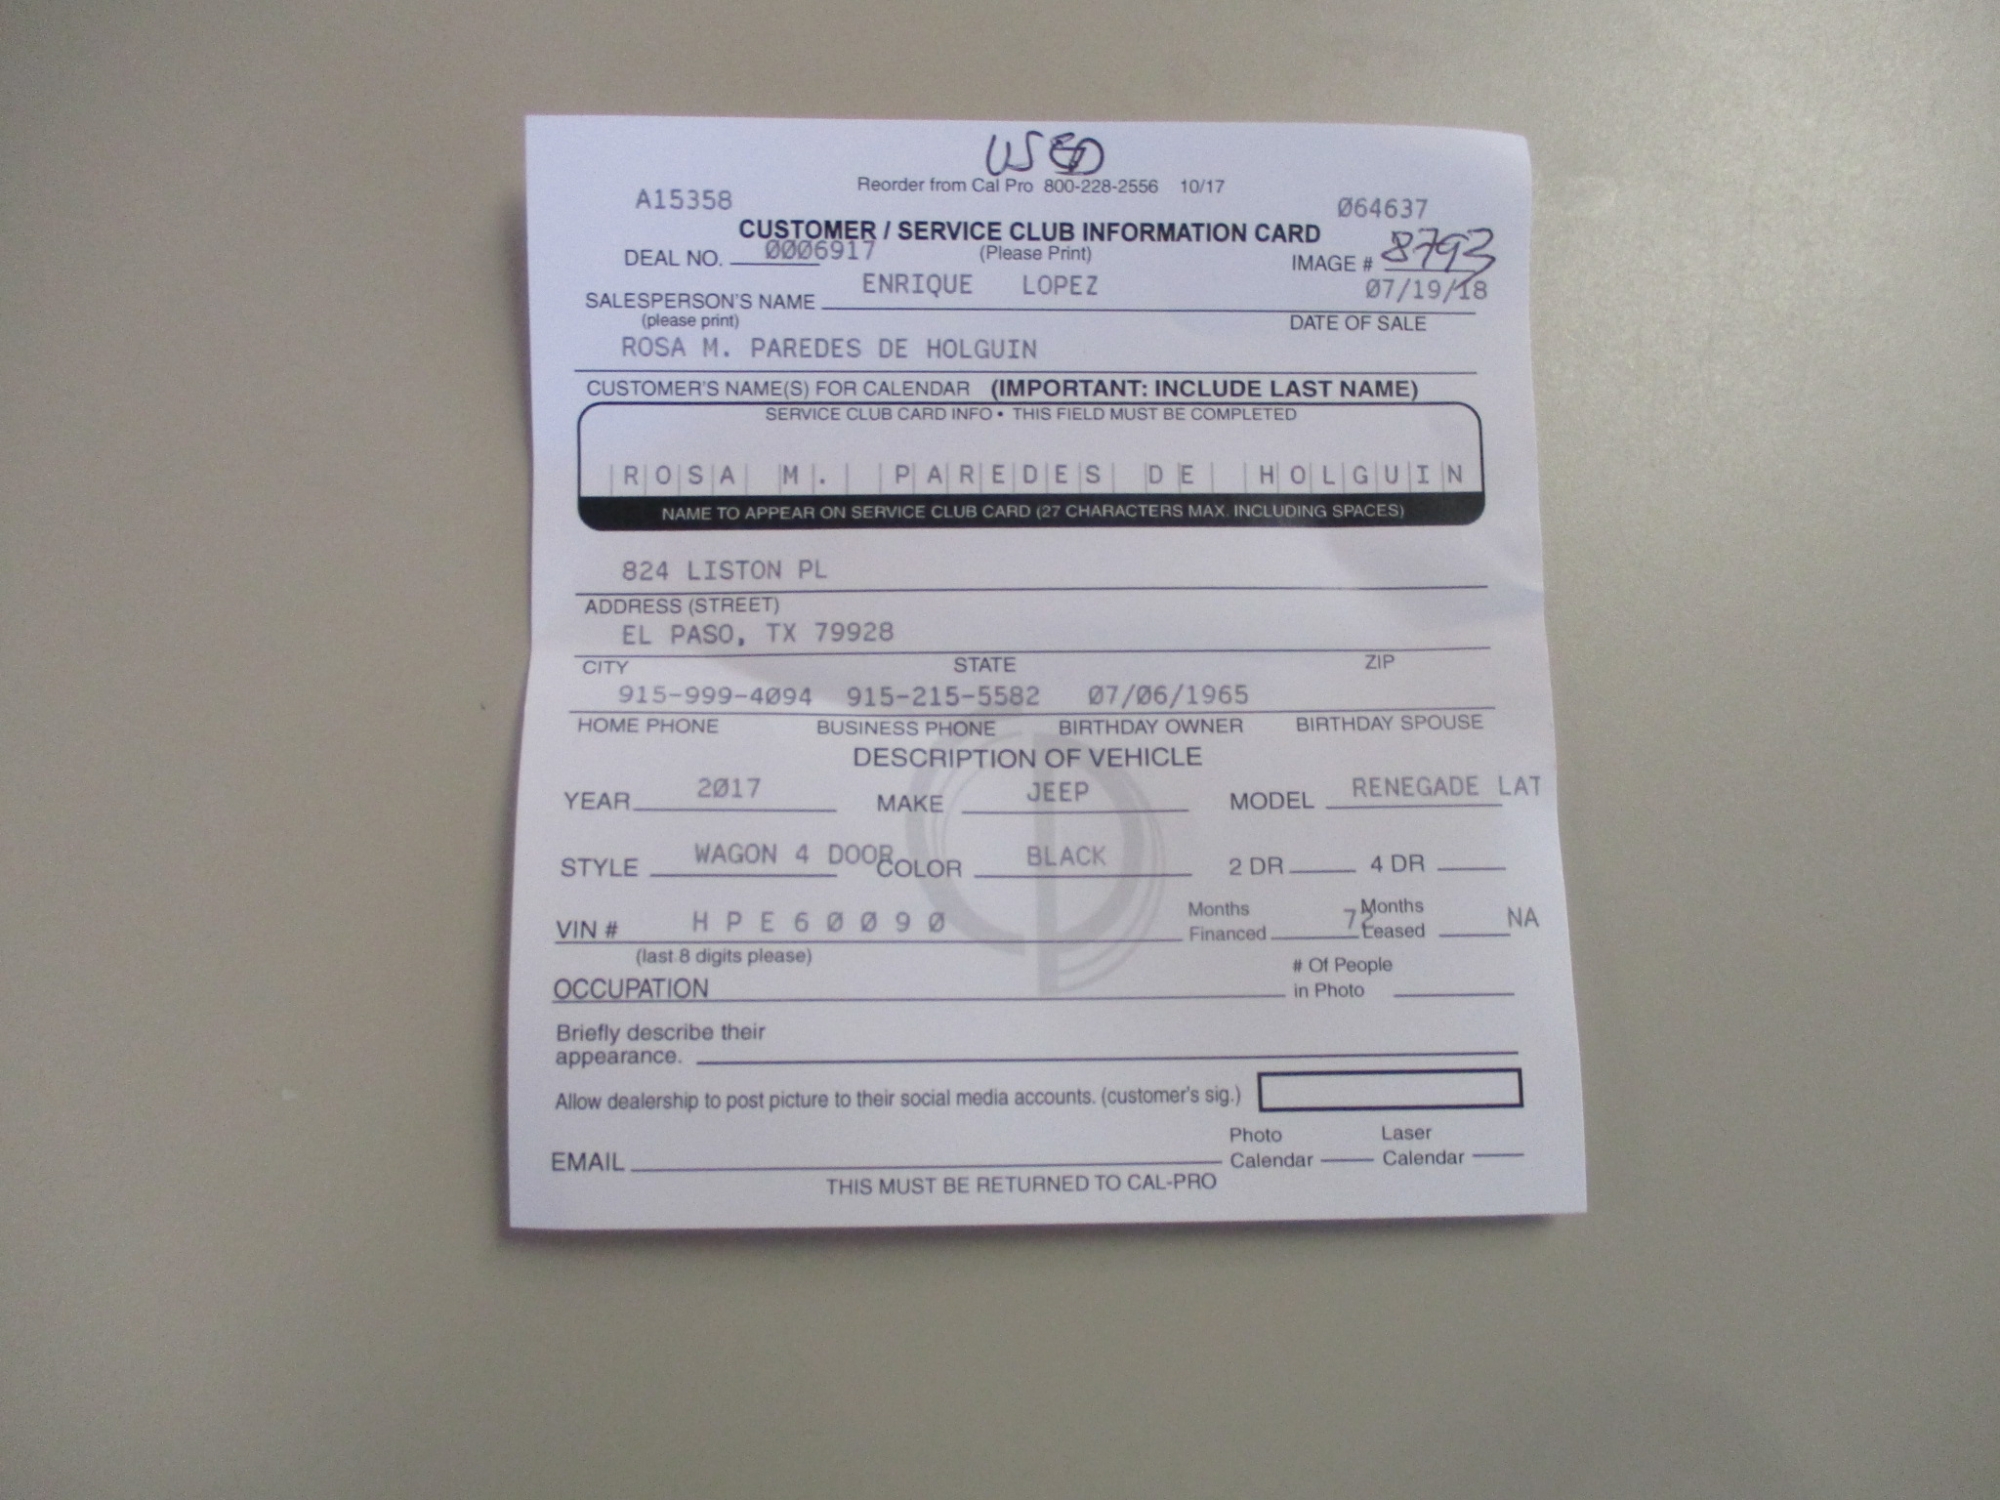 USED
Reorder from Cal Pro 800-228-2556 10/17
A15358 064637
CUSTOMER / SERVICE CLUB INFORMATION CARD
DEAL NO. 0006917 (Please Print) IMAGE # 8793
ENRIQUE LOPEZ 07/19/18
SALESPERSON'S NAME
(please print) DATE OF SALE
ROSA M. PAREDES DE HOLGUIN
CUSTOMER'S NAME(S) FOR CALENDAR (IMPORTANT: INCLUDE LAST NAME)
SERVICE CLUB CARD INFO • THIS FIELD MUST BE COMPLETED
ROSA M. PAREDES DE HOLGUIN
NAME TO APPEAR ON SERVICE CLUB CARD (27 CHARACTERS MAX. INCLUDING SPACES)
824 LISTON PL
ADDRESS (STREET)
EL PASO, TX 79928
CITY STATE ZIP
915-999-4094 915-215-5582 07/06/1965
HOME PHONE BUSINESS PHONE BIRTHDAY OWNER BIRTHDAY SPOUSE
DESCRIPTION OF VEHICLE
YEAR 2017 MAKE JEEP MODEL RENEGADE LAT
STYLE WAGON 4 DOOR COLOR BLACK 2 DR 4 DR
VIN # HPE60090 Months Financed 72 Months Leased NA
(last 8 digits please)
OCCUPATION # Of People in Photo
Briefly describe their
appearance.
Allow dealership to post picture to their social media accounts. (customer's sig.)
EMAIL Photo Calendar Laser Calendar
THIS MUST BE RETURNED TO CAL-PRO